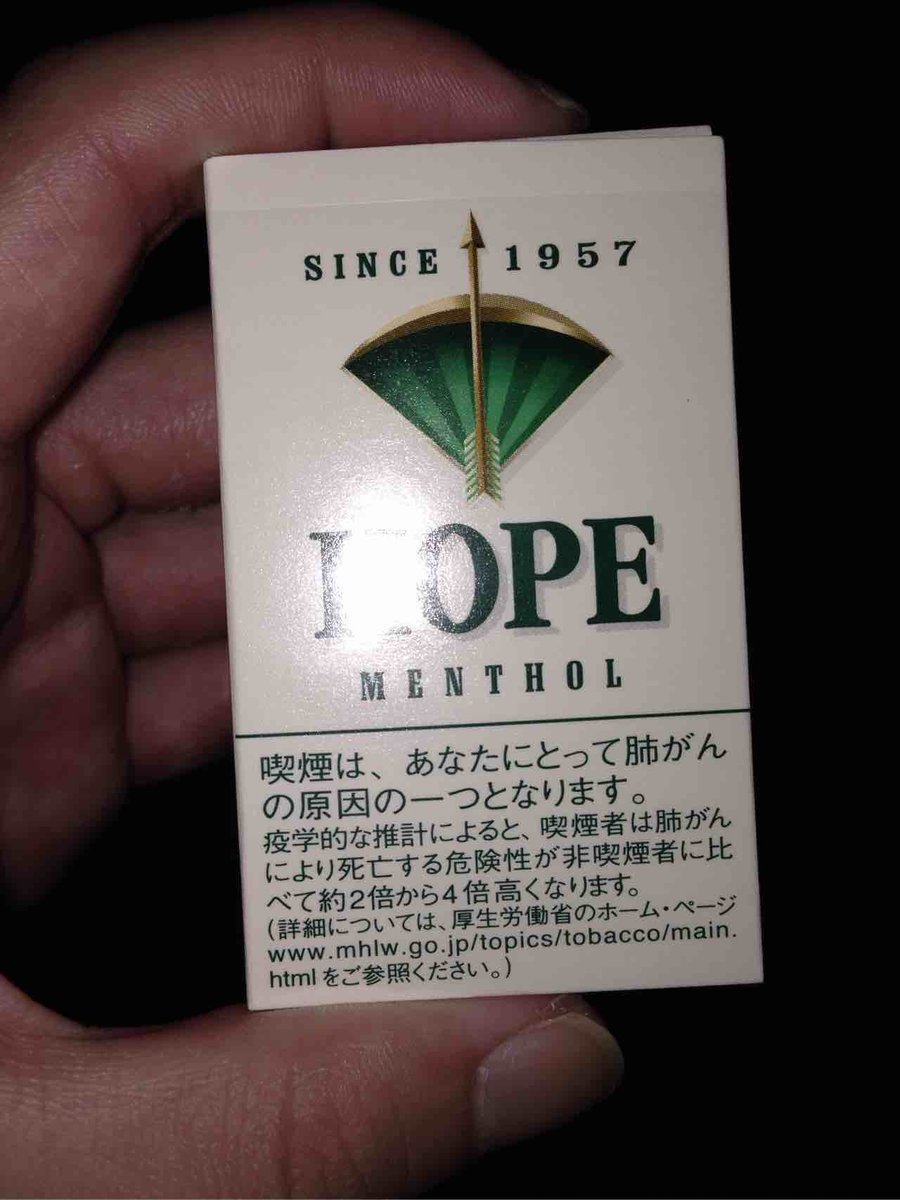 SINCE 1957
HOPE
MENTHOL
喫煙は、あなたにとって肺がん
の原因の一つとなります。
疫学的な推計によると、喫煙者は肺がん
により死亡する危険性が非喫煙者に比
べて約2倍から4倍高くなります。
(詳細については、厚生労働省のホーム・ページ
www.mhlw.go.jp/topics/tobacco/main.
htmlをご参照ください。)